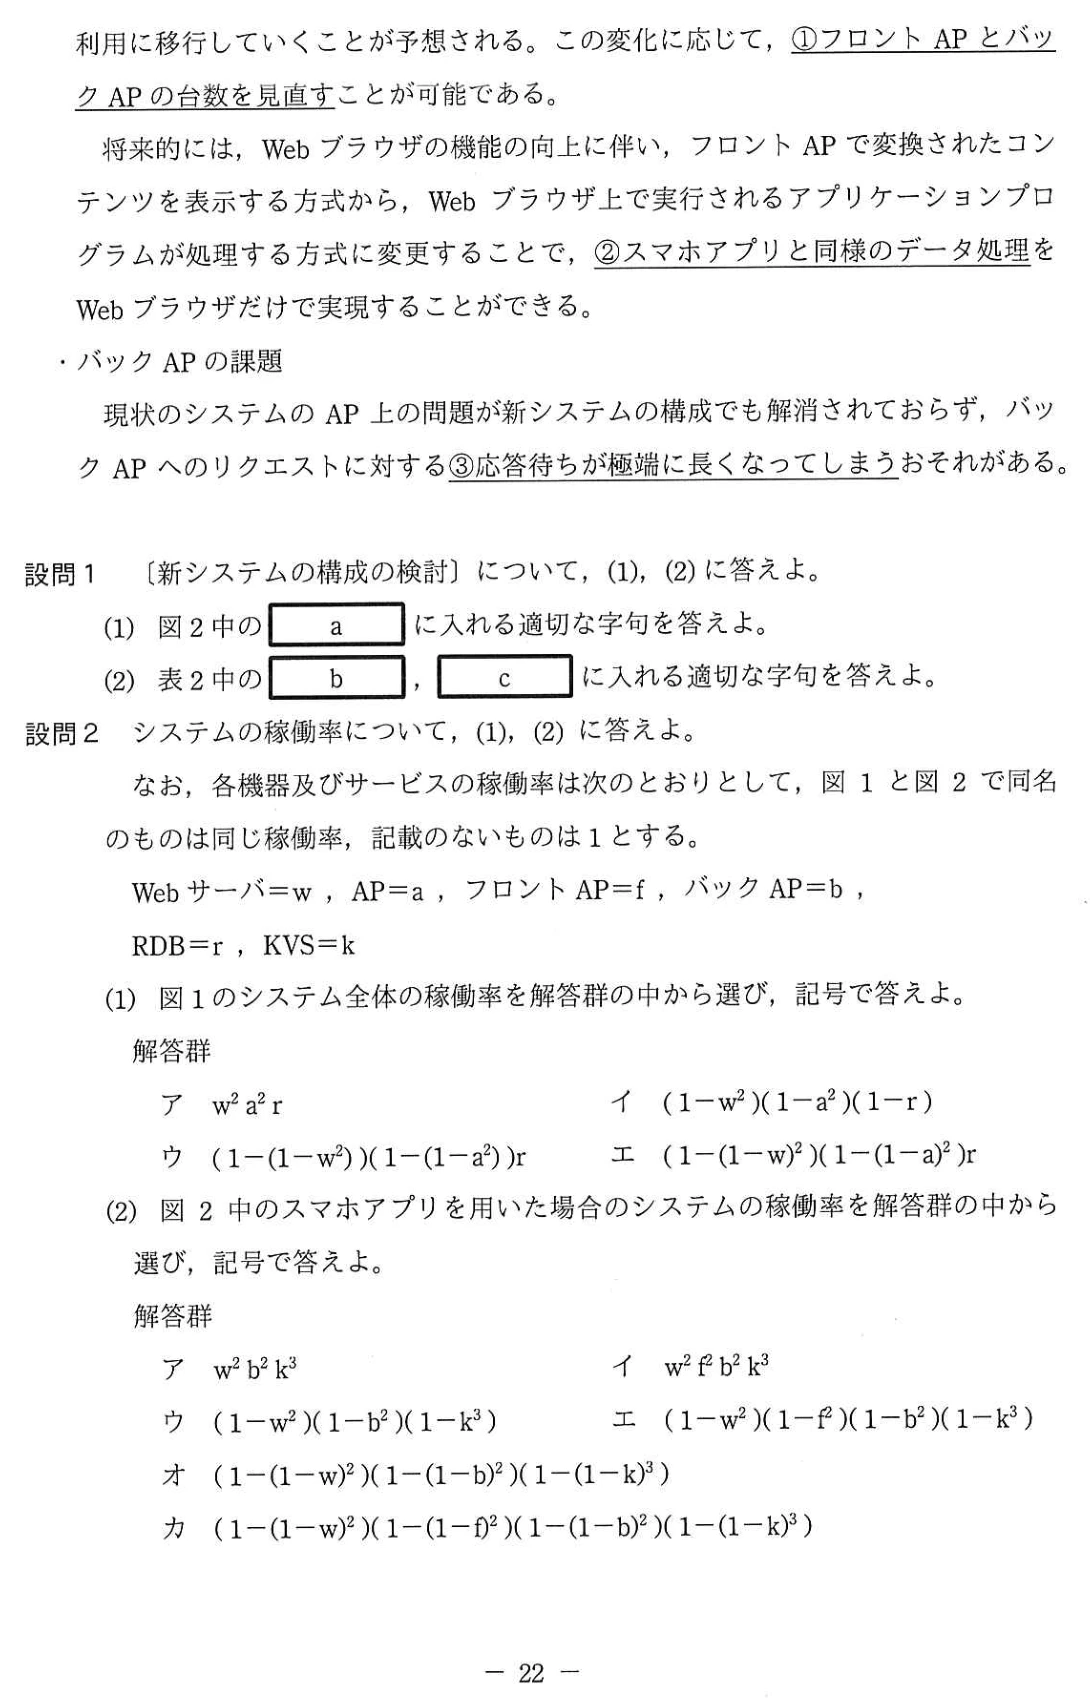 利用に移行していくことが予想される。この変化に応じて，①フロント AP とバッ
ク AP の台数を見直すことが可能である。
将来的には，Web ブラウザの機能の向上に伴い，フロント AP で変換されたコン
テンツを表示する方式から，Web ブラウザ上で実行されるアプリケーションプロ
グラムが処理する方式に変更することで，②スマホアプリと同様のデータ処理を
Web ブラウザだけで実現することができる。
・バック AP の課題
現状のシステムの AP 上の問題が新システムの構成でも解消されておらず，バッ
ク AP へのリクエストに対する③応答待ちが極端に長くなってしまうおそれがある。
設問1 〔新システムの構成の検討〕について，(1)，(2) に答えよ。
(1) 図2中の a に入れる適切な字句を答えよ。
(2) 表2中の b ， c に入れる適切な字句を答えよ。
設問2 システムの稼働率について，(1)，(2) に答えよ。
なお，各機器及びサービスの稼働率は次のとおりとして，図 1 と図 2 で同名
のものは同じ稼働率，記載のないものは1とする。
Web サーバ＝w ，AP＝a ，フロント AP＝f ，バック AP＝b ，
RDB＝r ，KVS＝k
(1) 図1のシステム全体の稼働率を解答群の中から選び，記号で答えよ。
解答群
ア w² a² r イ (1－w²)(1－a²)(1－r)
ウ (1－(1－w²))(1－(1－a²))r エ (1－(1－w)²)(1－(1－a)²)r
(2) 図 2 中のスマホアプリを用いた場合のシステムの稼働率を解答群の中から
選び，記号で答えよ。
解答群
ア w² b² k³ イ w² f² b² k³
ウ (1－w²)(1－b²)(1－k³) エ (1－w²)(1－f²)(1－b²)(1－k³)
オ (1－(1－w)²)(1－(1－b)²)(1－(1－k)³)
カ (1－(1－w)²)(1－(1－f)²)(1－(1－b)²)(1－(1－k)³)
－ 22 －